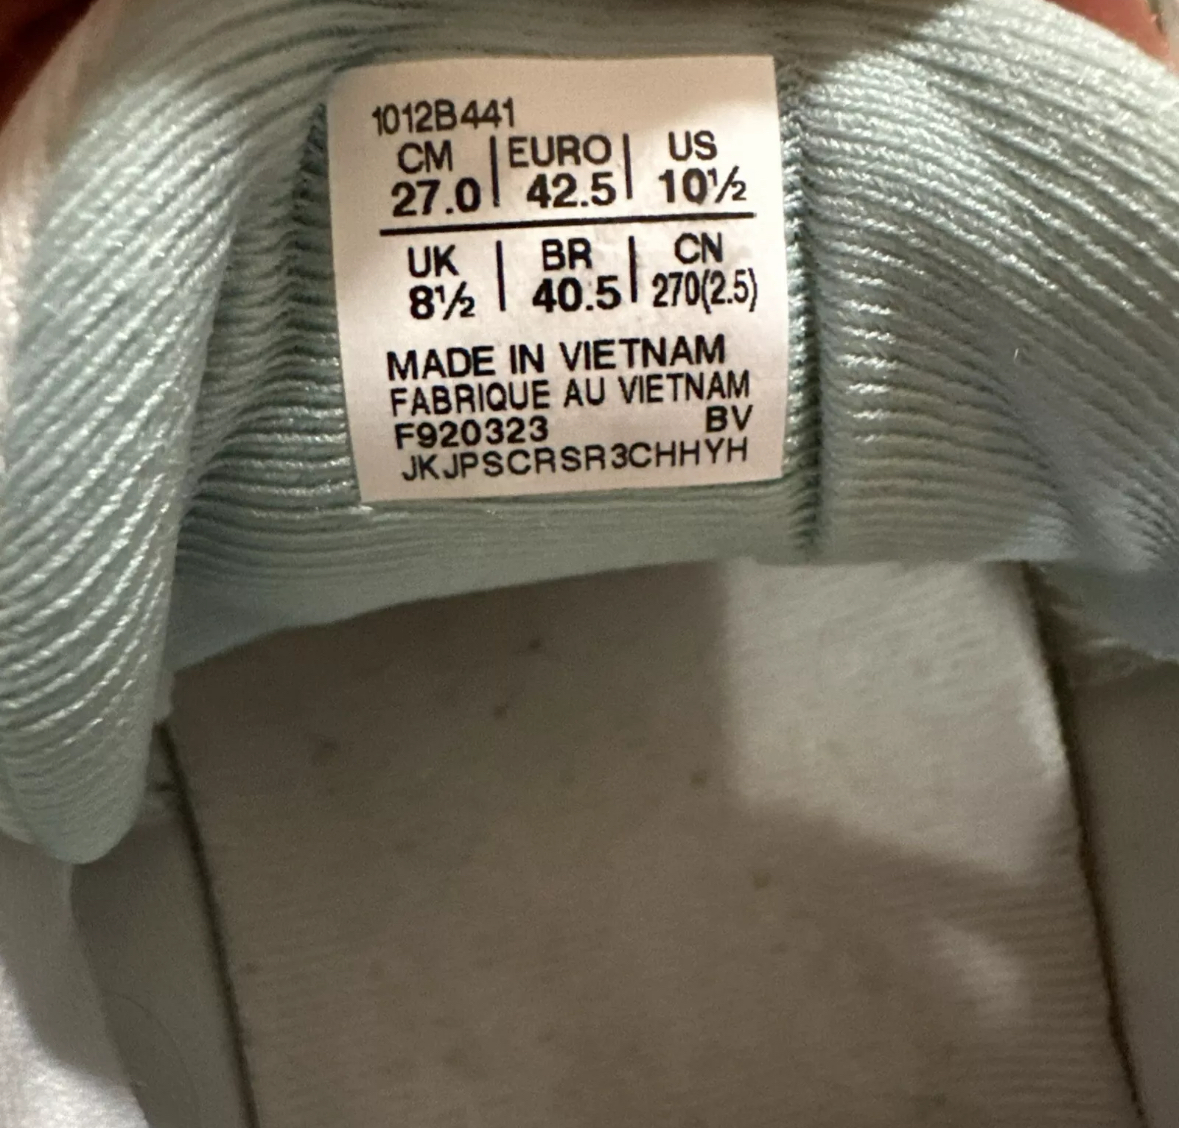 1012B441
CM | EURO | US
27.0 | 42.5 | 10½
UK | BR | CN
8½ | 40.5 | 270(2.5)
MADE IN VIETNAM
FABRIQUE AU VIETNAM
F920323 BV
JKJPSCRSR3CHHYH